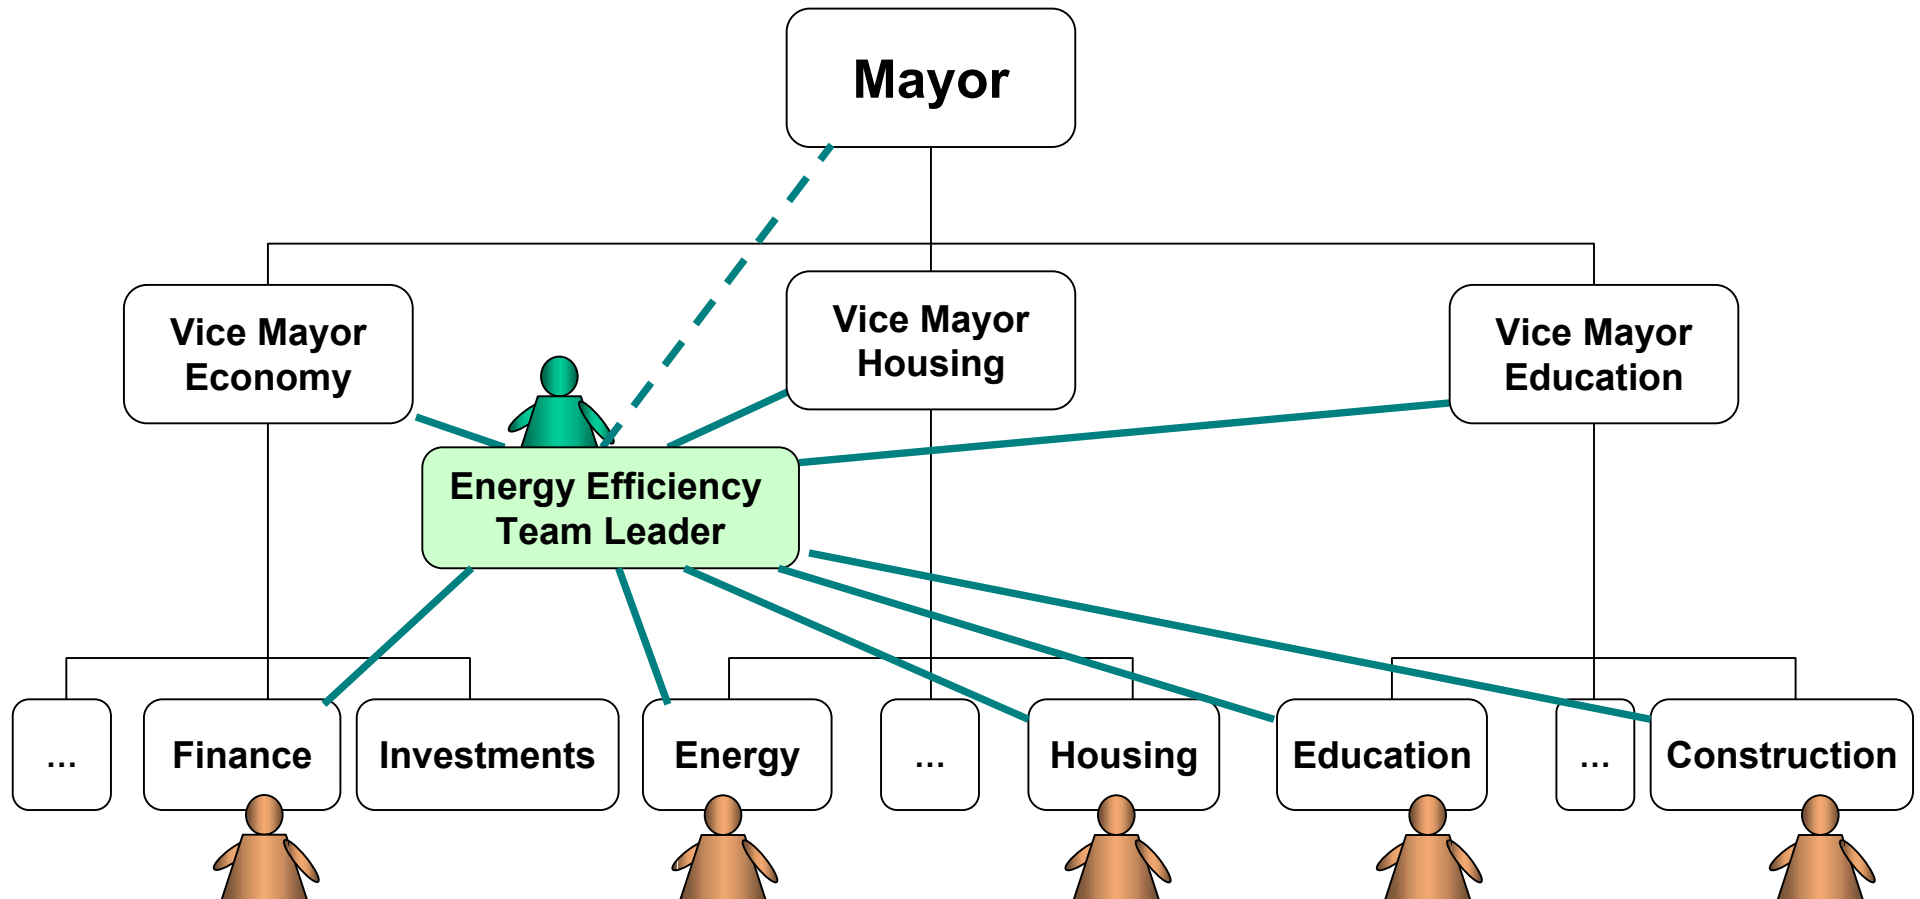 Mayor
Vice Mayor
Economy
Vice Mayor
Housing
Vice Mayor
Education
Energy Efficiency
Team Leader
...
Finance
Investments
Energy
...
Housing
Education
...
Construction